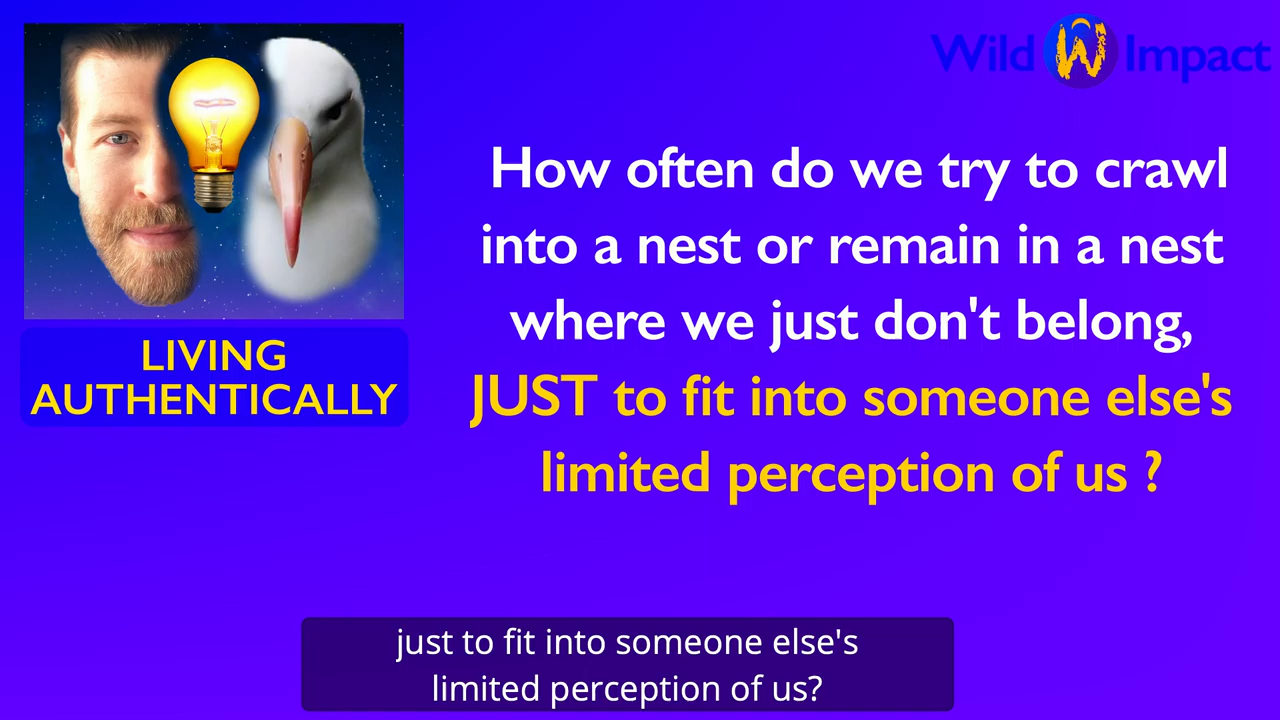 Wild W Impact
How often do we try to crawl
into a nest or remain in a nest
where we just don't belong,
JUST to fit into someone else's
limited perception of us ?
LIVING
AUTHENTICALLY
just to fit into someone else's
limited perception of us?